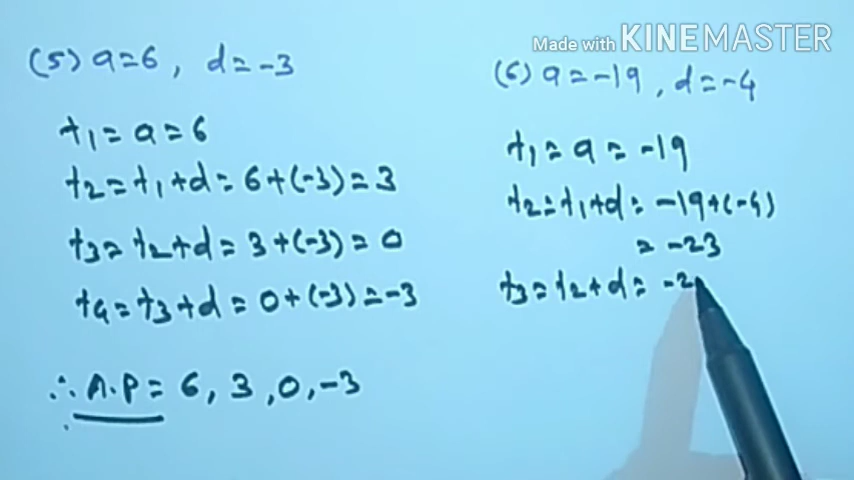 Made with KINEMASTER
(5) a=6, d=-3
t1=a=6
t2=t1+d=6+(-3)=3
t3=t2+d=3+(-3)=0
t4=t3+d=0+(-3)=-3
∴ A.P=6,3,0,-3
(6) a=-19, d=-4
t1=a=-19
t2=t1+d=-19+(-4)
=-23
t3=t2+d=-2